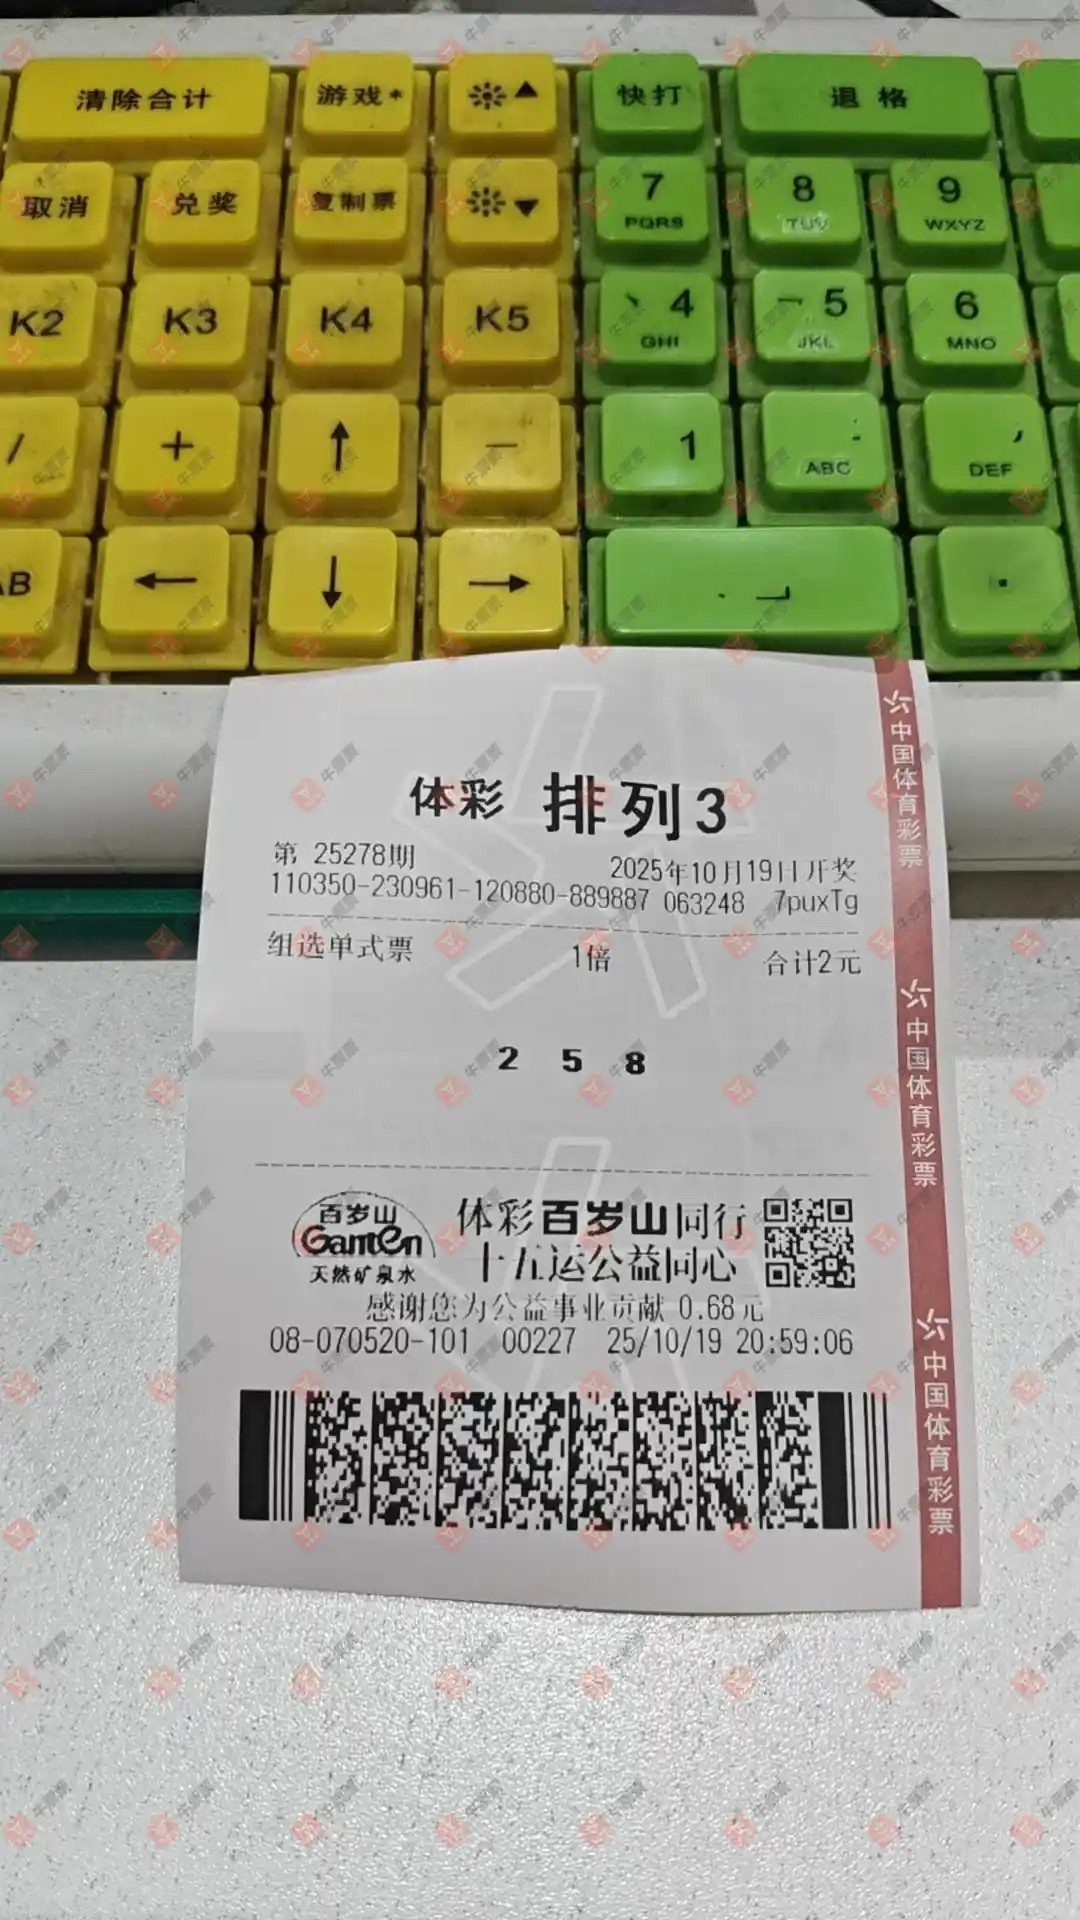 清除合计 游戏* ▲ 快打 退格
取消 兑奖 复制票 ▼ 7 PQRS 8 TUV 9 WXYZ
K2 K3 K4 K5 4 GHI 5 JKL 6 MNO
/ + ↑ - 1 ABC DEF
AB ← ↓ →
体彩 排列3
第 25278期 2025年10月19日开奖
110350-230961-120880-889887 063248 7puxTg
组选单式票 1倍 合计2元
2 5 8
百岁山
Ganten
天然矿泉水
体彩百岁山同行
十五运公益同心
感谢您为公益事业贡献 0.68元
08-070520-101 00227 25/10/19 20:59:06
中国体育彩票
中国体育彩票
中国体育彩票
牛票票